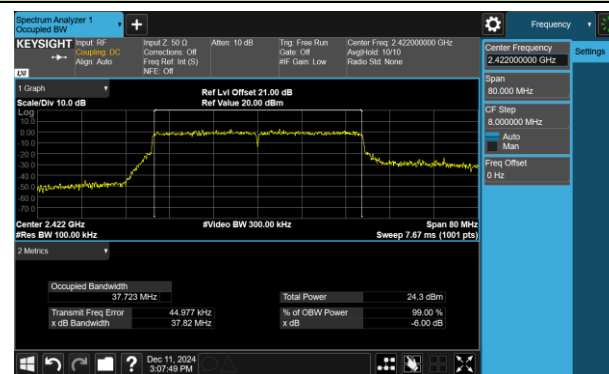 Spectrum Analyzer 1
Occupied BW
Frequency
KEYSIGHT
Input: RF
Coupling: DC
Align: Auto
Input Z: 50 Ω
Corrections: Off
Freq Ref: Int (S)
NFE: Off
Atten: 10 dB
Trig: Free Run
Gate: Off
#IF Gain: Low
Center Freq: 2.422000000 GHz
Avg|Hold: 10/10
Radio Std: None
LXI
Center Frequency
2.422000000 GHz
Settings
Span
80.000 MHz
CF Step
8.000000 MHz
Auto
Man
Freq Offset
0 Hz
1 Graph
Scale/Div 10.0 dB
Ref Lvl Offset 21.00 dB
Ref Value 20.00 dBm
Log
10.0
0.00
-10.0
-20.0
-30.0
-40.0
-50.0
-60.0
-70.0
Center 2.422 GHz
#Res BW 100.00 kHz
#Video BW 300.00 kHz
Span 80 MHz
Sweep 7.67 ms (1001 pts)
2 Metrics
Occupied Bandwidth
37.723 MHz
Total Power 24.3 dBm
Transmit Freq Error 44.977 kHz
% of OBW Power 99.00 %
x dB Bandwidth 37.82 MHz
x dB -6.00 dB
?
Dec 11, 2024
3:07:49 PM